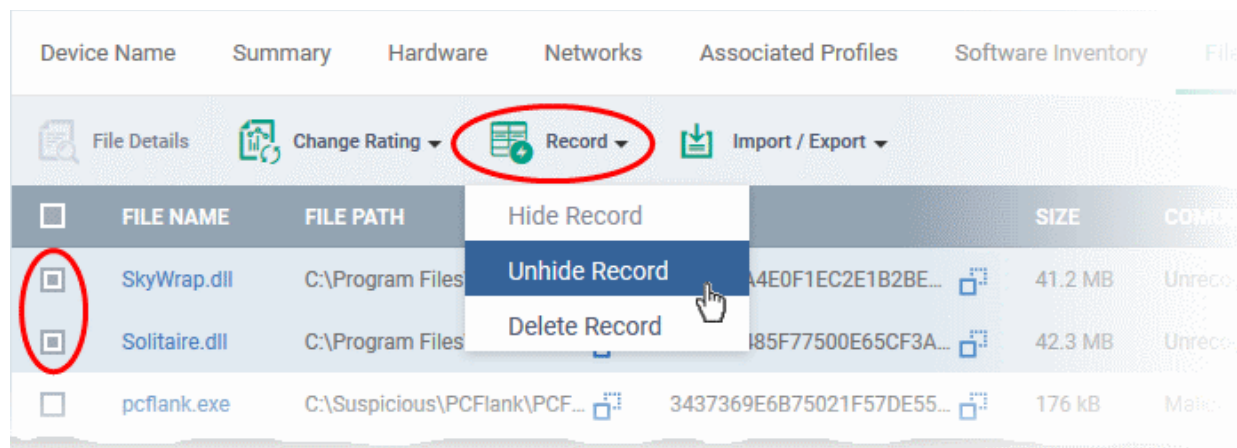 Device Name Summary Hardware Networks Associated Profiles Software Inventory File
File Details Change Rating Record Import / Export
FILE NAME FILE PATH SIZE
Hide Record
SkyWrap.dll C:\Program Files A4E0F1EC2E1B2BE... 41.2 MB
Unhide Record
Solitaire.dll C:\Program Files 485F77500E65CF3A... 42.3 MB
Delete Record
pcflank.exe C:\Suspicious\PCFlank\PCF... 3437369E6B75021F57DE55... 176 kB